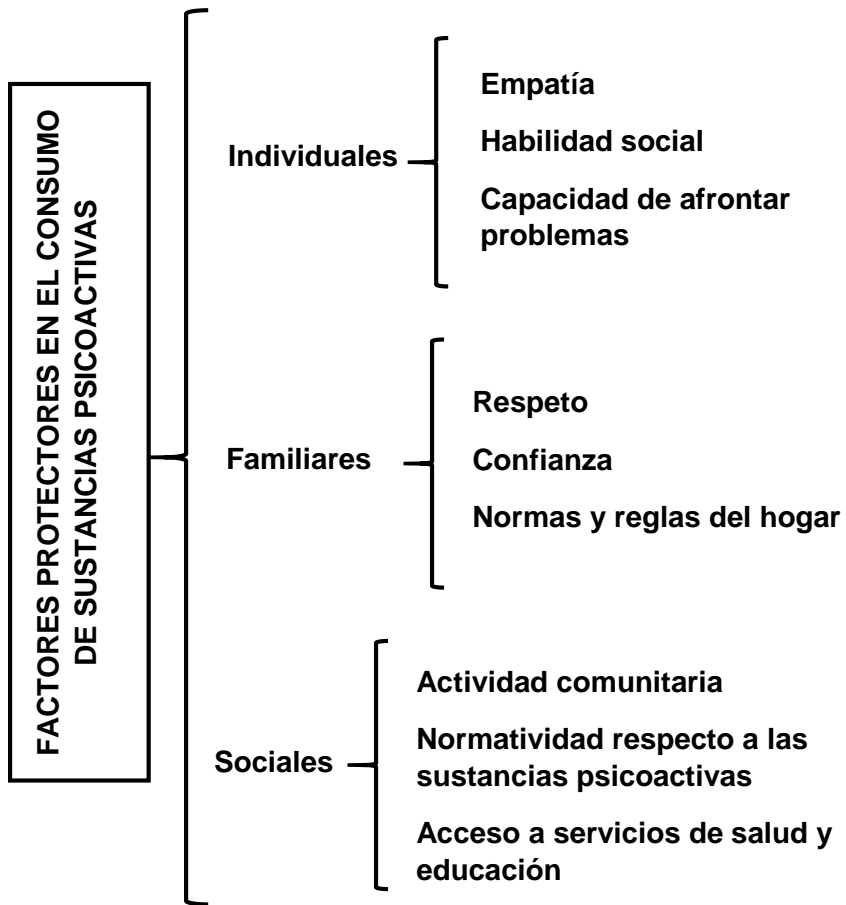 FACTORES PROTECTORES EN EL CONSUMO
DE SUSTANCIAS PSICOACTIVAS
Individuales
Empatía
Habilidad social
Capacidad de afrontar
problemas
Familiares
Respeto
Confianza
Normas y reglas del hogar
Sociales
Actividad comunitaria
Normatividad respecto a las
sustancias psicoactivas
Acceso a servicios de salud y
educación